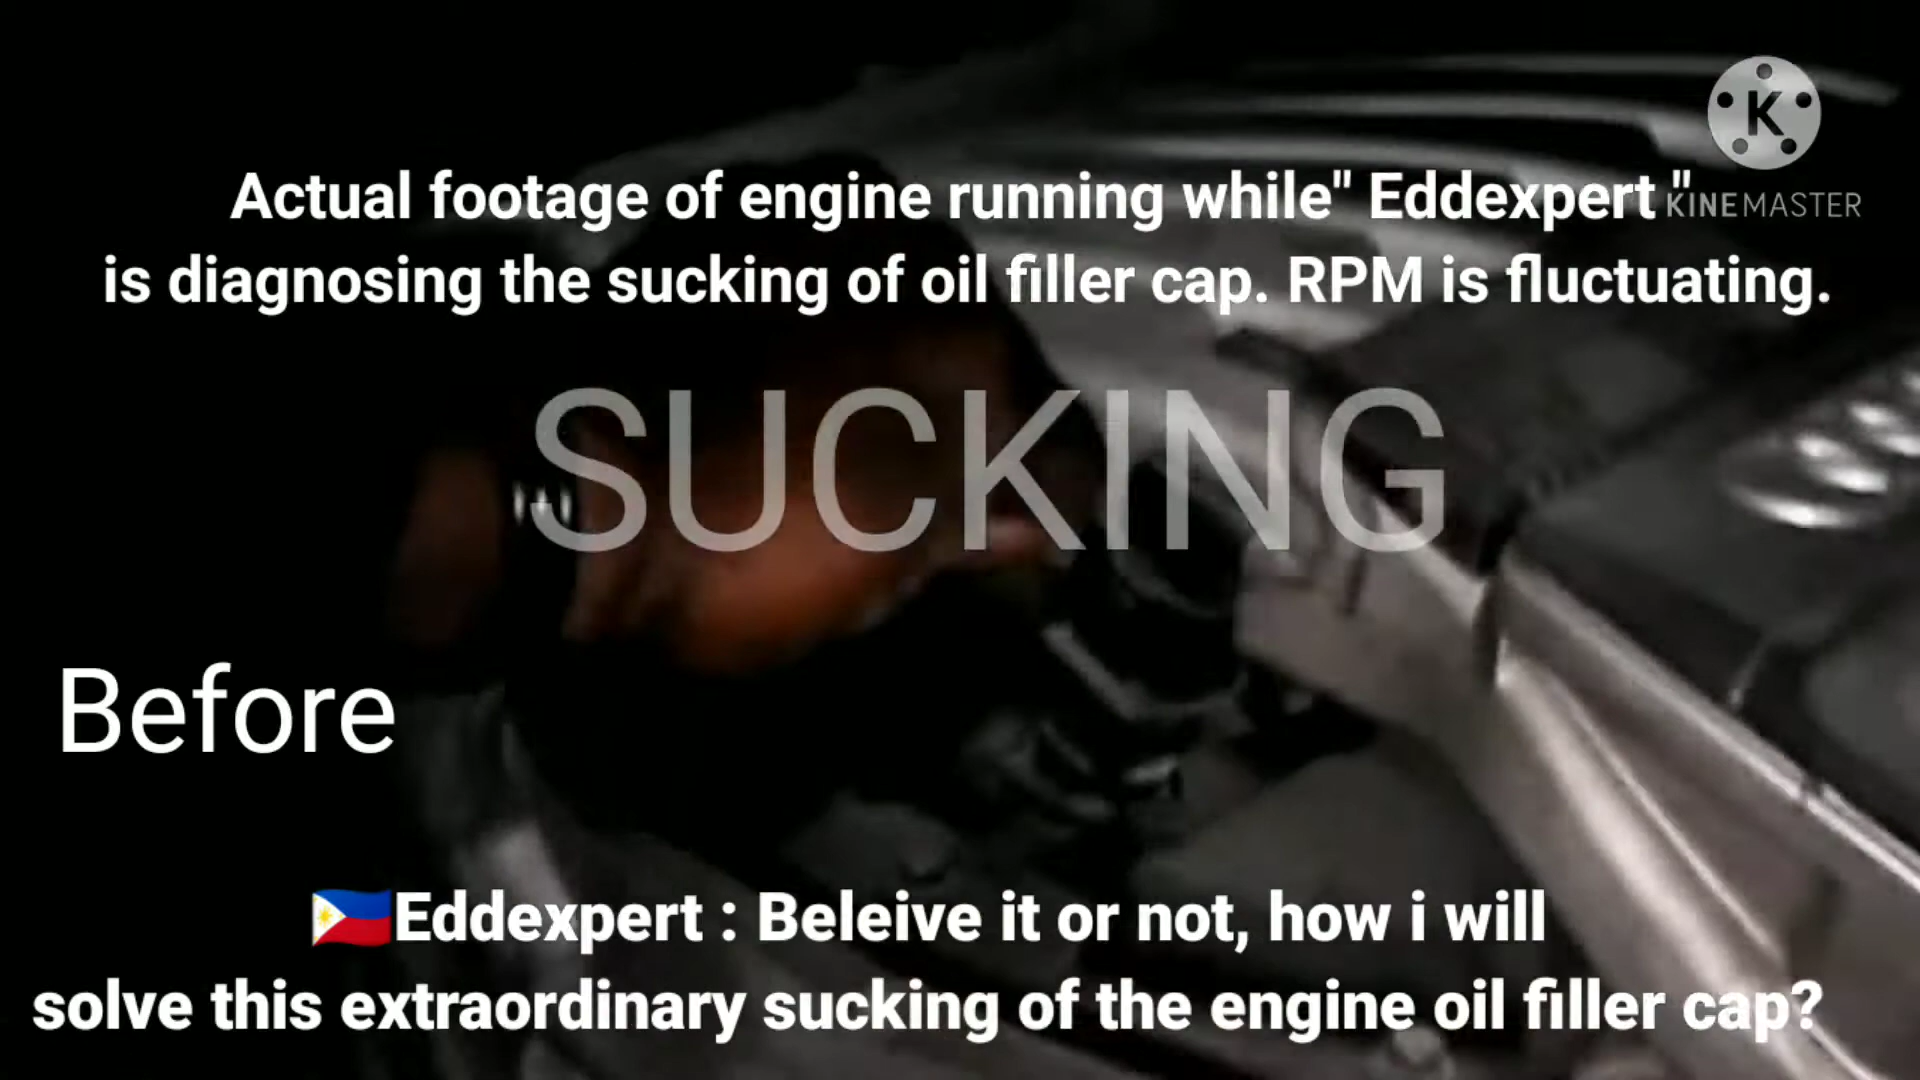 Actual footage of engine running while" Eddexpert "
is diagnosing the sucking of oil filler cap. RPM is fluctuating.
K
KINEMASTER
SUCKING
Before
🇵🇭Eddexpert : Beleive it or not, how i will
solve this extraordinary sucking of the engine oil filler cap?